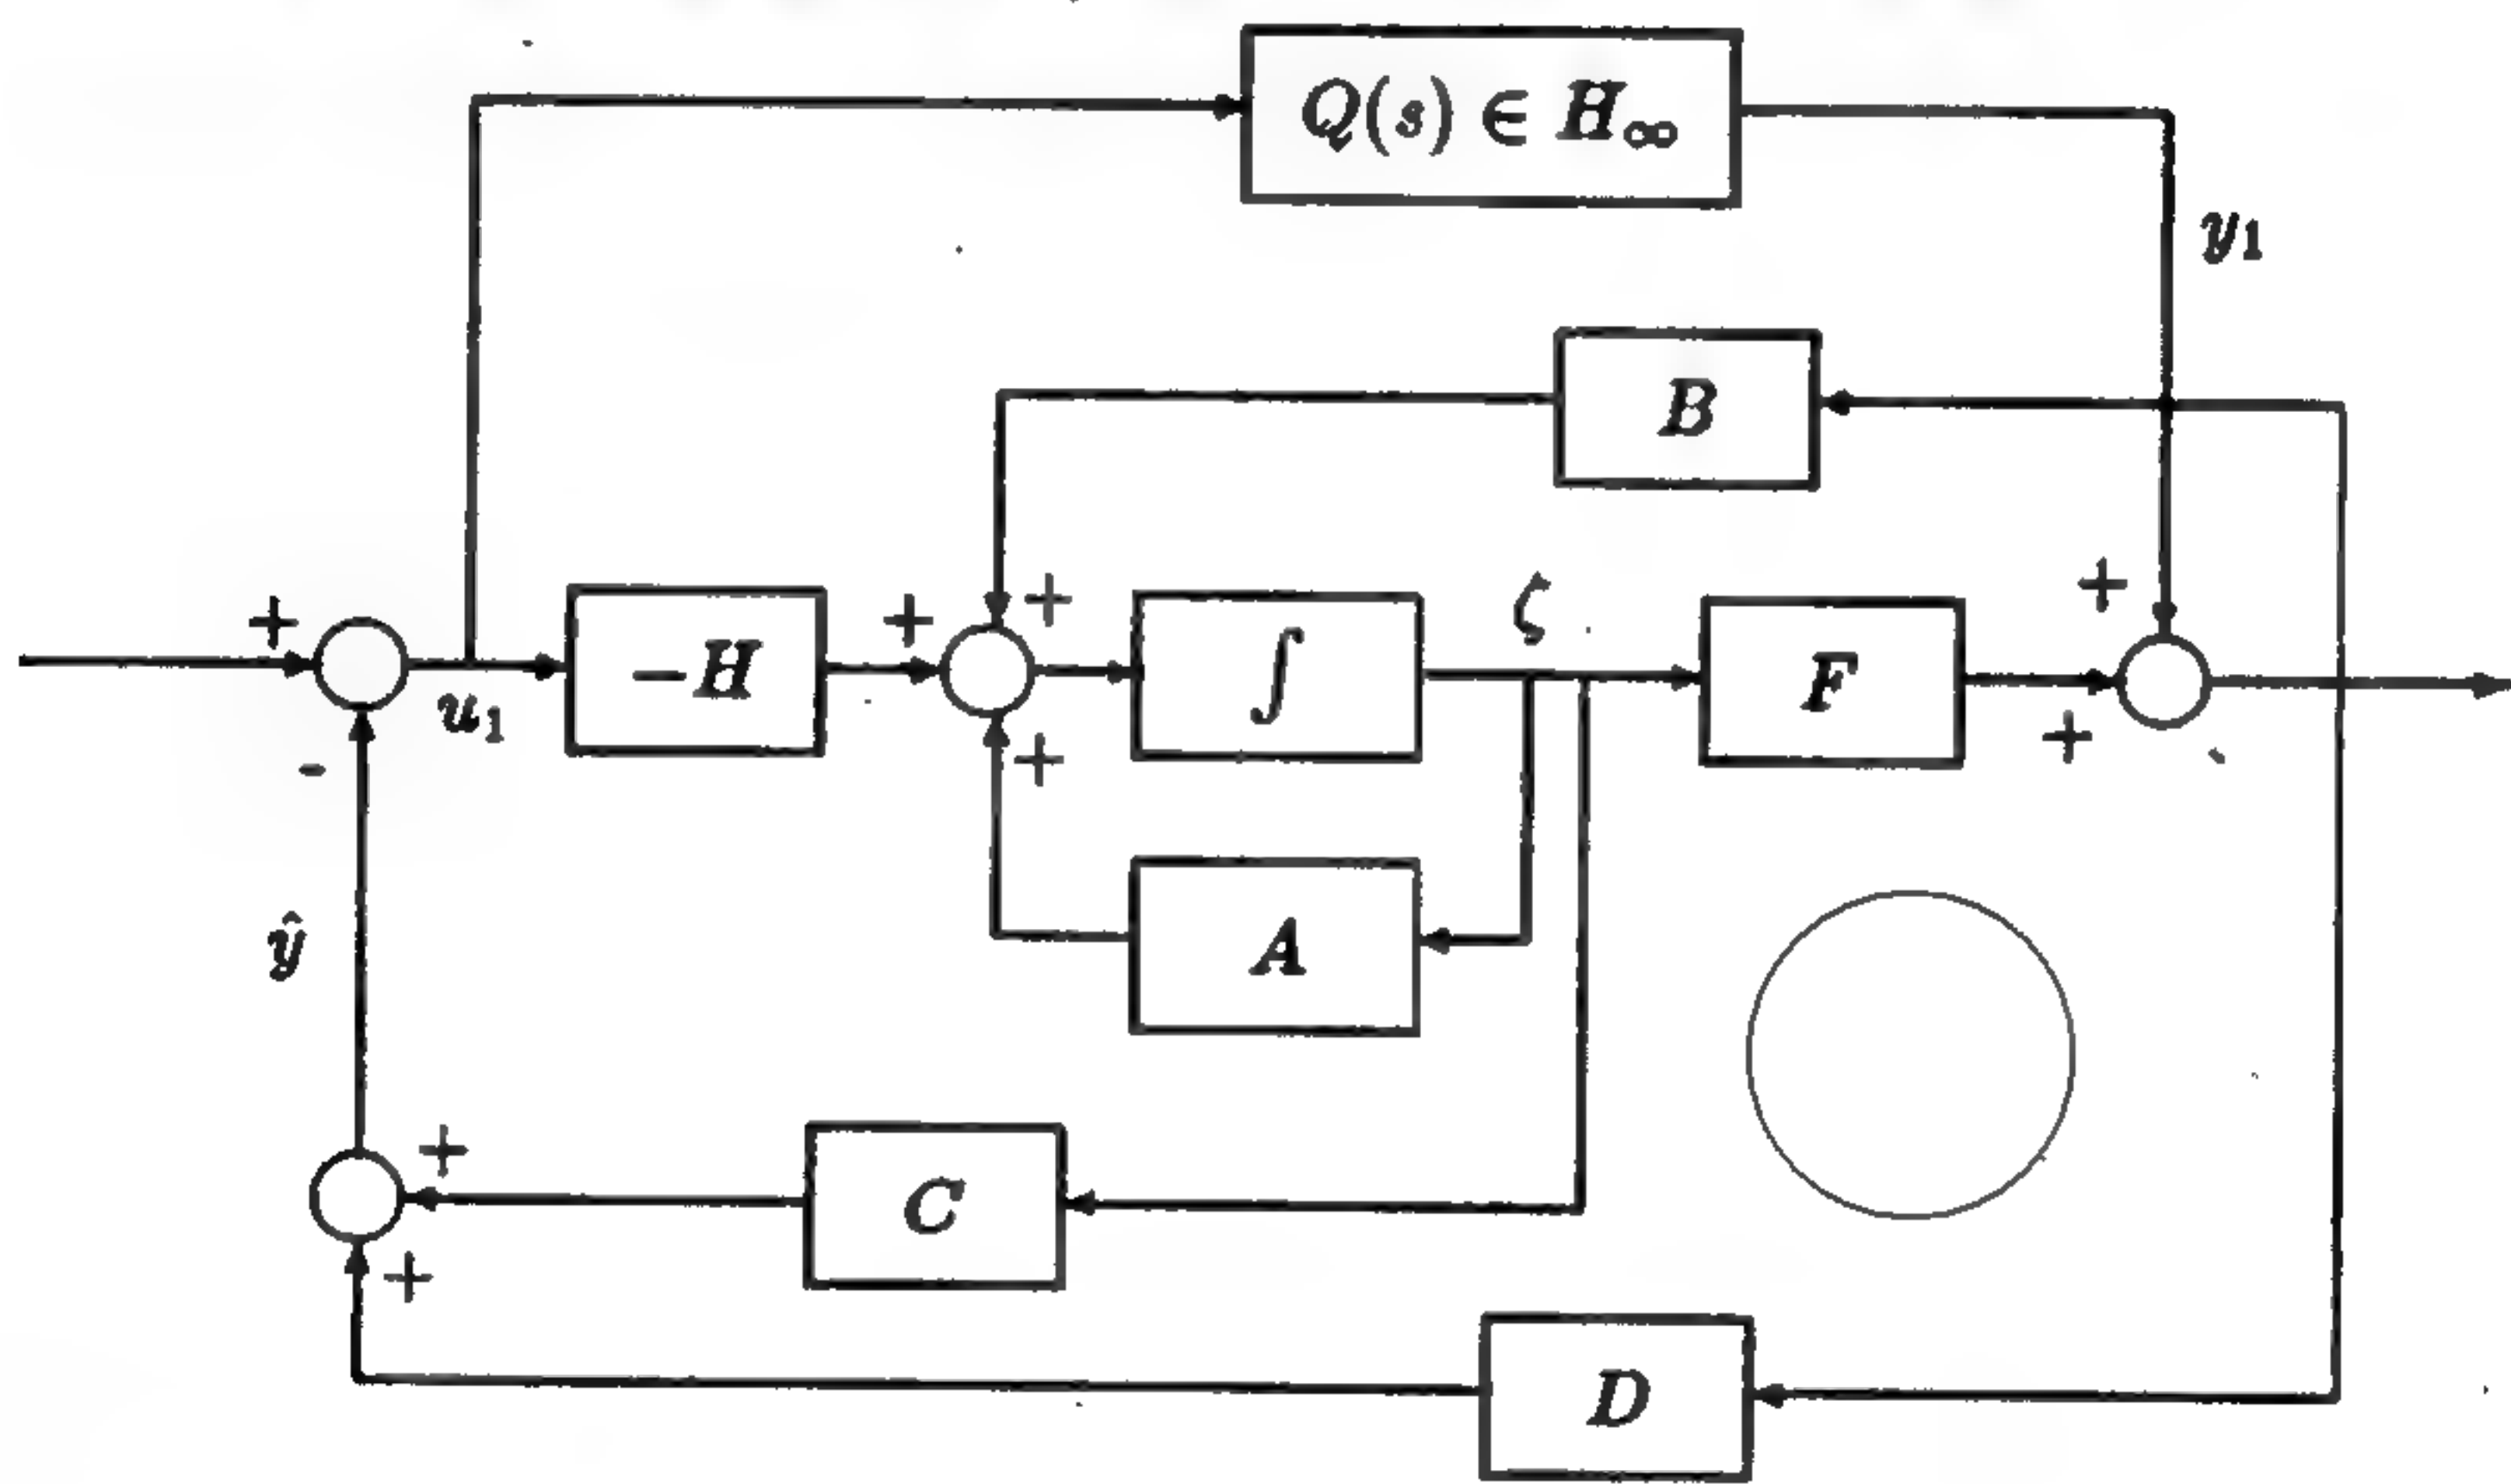 Q(s) ∈ H∞
y1
B
+
+
+
ζ
+
-H
∫
F
u1
+
-
+
A
ŷ
+
C
+
D